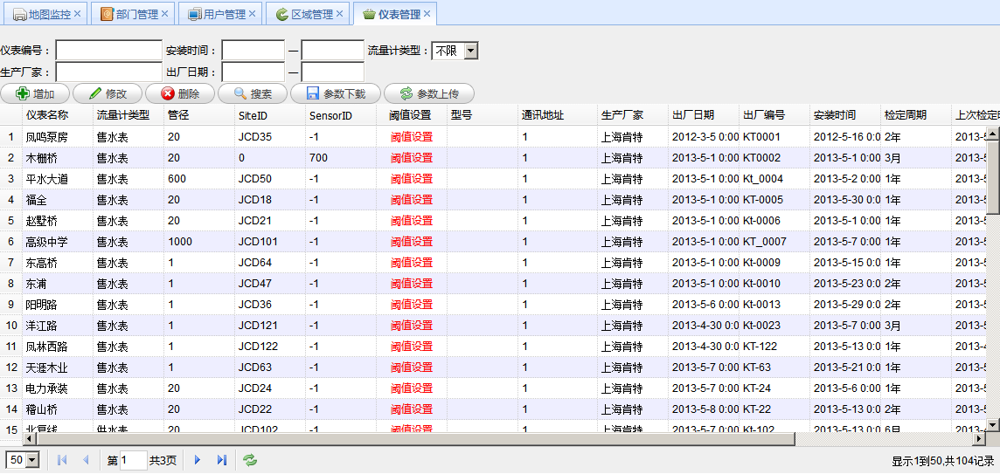 地图监控 部门管理 用户管理 区域管理 仪表管理
仪表编号： 安装时间： — 流量计类型： 不限
生产厂家： 出厂日期： —
增加 修改 删除 搜索 参数下载 参数上传
仪表名称 流量计类型 管径 SiteID SensorID 阈值设置 型号 通讯地址 生产厂家 出厂日期 出厂编号 安装时间 检定周期 上次检定时
1 凤鸣泵房 售水表 20 JCD35 -1 阈值设置 1 上海肯特 2012-3-5 0:00 KT0001 2012-5-16 0:00 2年 2013-5
2 木栅桥 售水表 20 0 700 阈值设置 1 上海肯特 2013-5-1 0:00 KT0002 2013-5-1 0:00 3月 2013-5
3 平水大道 售水表 600 JCD50 -1 阈值设置 1 上海肯特 2013-5-1 0:00 Kt_0004 2013-5-2 0:00 1年 2013-5
4 福全 售水表 20 JCD18 -1 阈值设置 1 上海肯特 2013-5-1 0:00 KT-0005 2013-5-30 0:0 1年 2013-5
5 赵墅桥 售水表 20 JCD21 -1 阈值设置 1 上海肯特 2013-5-1 0:00 Kt-0006 2013-5-1 0:00 1年 2013-5
6 高级中学 售水表 1000 JCD101 -1 阈值设置 1 上海肯特 2013-5-1 0:00 KT_0007 2013-5-7 0:00 1年 2013-5
7 东高桥 售水表 1 JCD64 -1 阈值设置 1 上海肯特 2013-5-1 0:00 Kt-0009 2013-5-15 0:0 1年 2013-5
8 东浦 售水表 1 JCD47 -1 阈值设置 1 上海肯特 2013-5-1 0:00 Kt-0010 2013-5-23 0:0 2年 2013-5
9 阳明路 售水表 1 JCD36 -1 阈值设置 1 上海肯特 2013-5-6 0:00 Kt-0013 2013-5-29 0:0 2年 2013-5
10 洋江路 售水表 1 JCD121 -1 阈值设置 1 上海肯特 2013-4-30 0:0 Kt-0023 2013-5-7 0:00 3月 2013-5
11 凤林西路 售水表 1 JCD122 -1 阈值设置 1 上海肯特 2013-4-30 0:0 KT-122 2013-5-13 0:0 1年 2013-4
12 天涯木业 售水表 1 JCD63 -1 阈值设置 1 上海肯特 2013-5-7 0:00 KT-63 2013-5-21 0:0 1年 2013-5
13 电力承装 售水表 20 JCD24 -1 阈值设置 1 上海肯特 2013-5-7 0:00 KT-24 2013-5-6 0:00 1年 2013-5
14 稽山桥 售水表 20 JCD22 -1 阈值设置 1 上海肯特 2013-5-8 0:00 KT-22 2013-5-13 0:0 2年 2013-5
15 北复线 供水表 20 JCD102 -1 阈值设置 1 上海肯特 2013-5-7 0:00 Kt-102 2013-5-13 0:0 6月 2013-4
50 第 1 共3页 显示1到50,共104记录